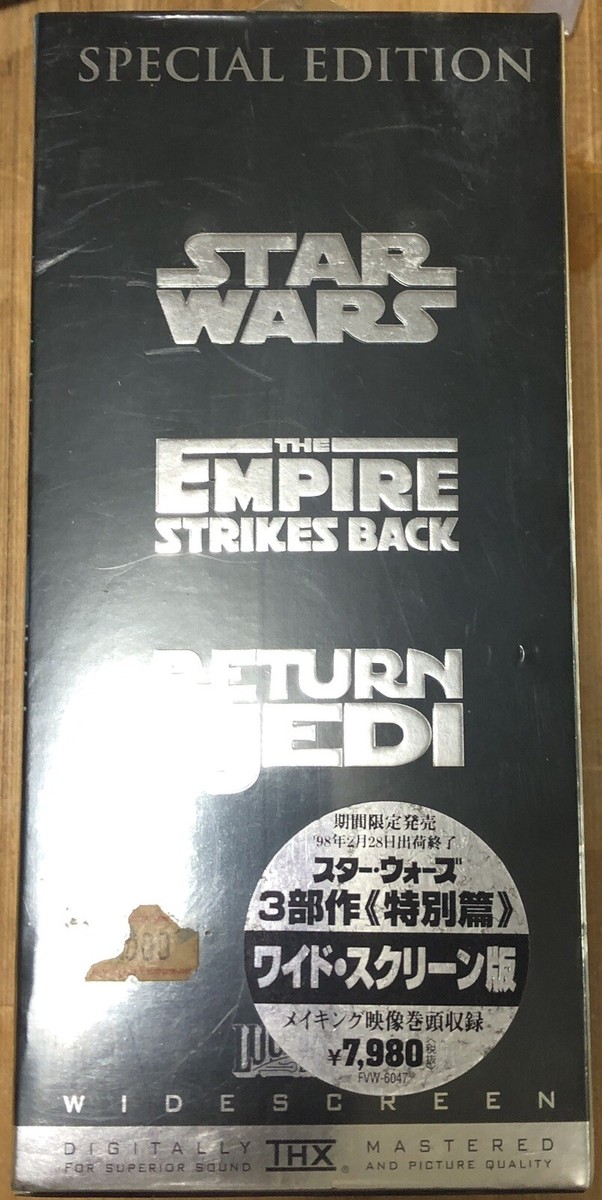 SPECIAL EDITION
STAR
WARS
THE
EMPIRE
STRIKES BACK
RETURN
JEDI
期間限定発売
'98年2月28日出荷終了
スター・ウォーズ
3部作《特別篇》
ワイド・スクリーン版
メイキング映像巻頭収録
¥7,980〈税抜〉
FVW-6047
WIDESCREEN
DIGITALLY THX® MASTERED
FOR SUPERIOR SOUND AND PICTURE QUALITY